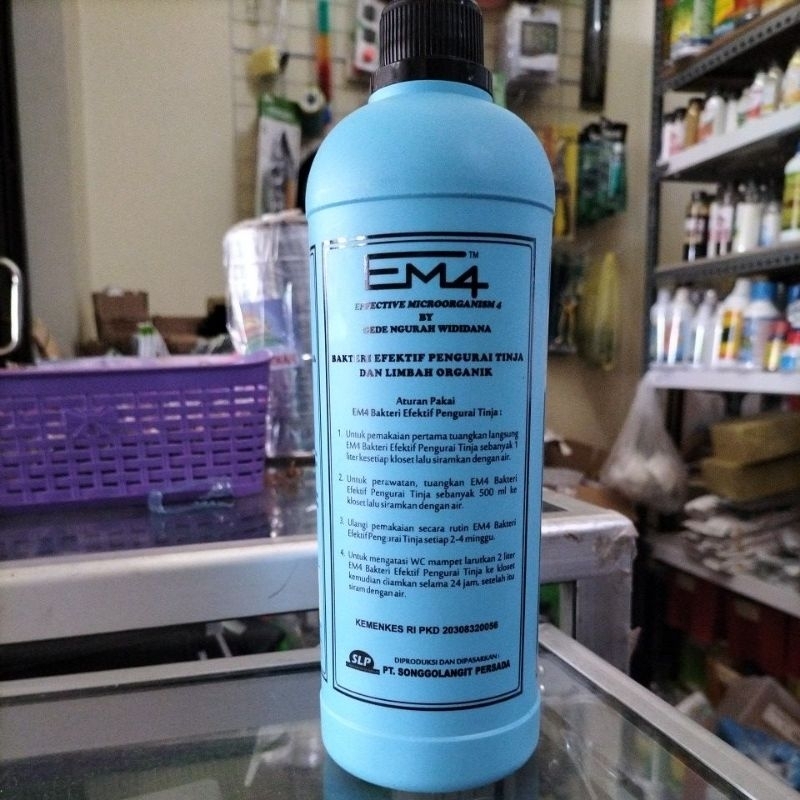 EM4 TM
EFFECTIVE MICROORGANISM 4
BY
GEDE NGURAH WIDIDANA
BAKTERI EFEKTIF PENGURAI TINJA
DAN LIMBAH ORGANIK
Aturan Pakai
EM4 Bakteri Efektif Pengurai Tinja :
1. Untuk pemakaian pertama tuangkan langsung
EM4 Bakteri Efektif Pengurai Tinja sebanyak 1
liter kesetiap kloset lalu siramkan dengan air.
2. Untuk perawatan, tuangkan EM4 Bakteri
Efektif Pengurai Tinja sebanyak 500 ml ke
kloset lalu siramkan dengan air.
3. Ulangi pemakaian secara rutin EM4 Bakteri
Efektif Pengurai Tinja setiap 2-4 minggu.
4. Untuk mengatasi WC mampet larutkan 2 liter
EM4 Bakteri Efektif Pengurai Tinja ke kloset
kemudian diamkan selama 24 jam, setelah itu
siram dengan air.
KEMENKES RI PKD 20308320056
SLP
DIPRODUKSI DAN DIPASARKAN :
PT. SONGGOLANGIT PERSADA